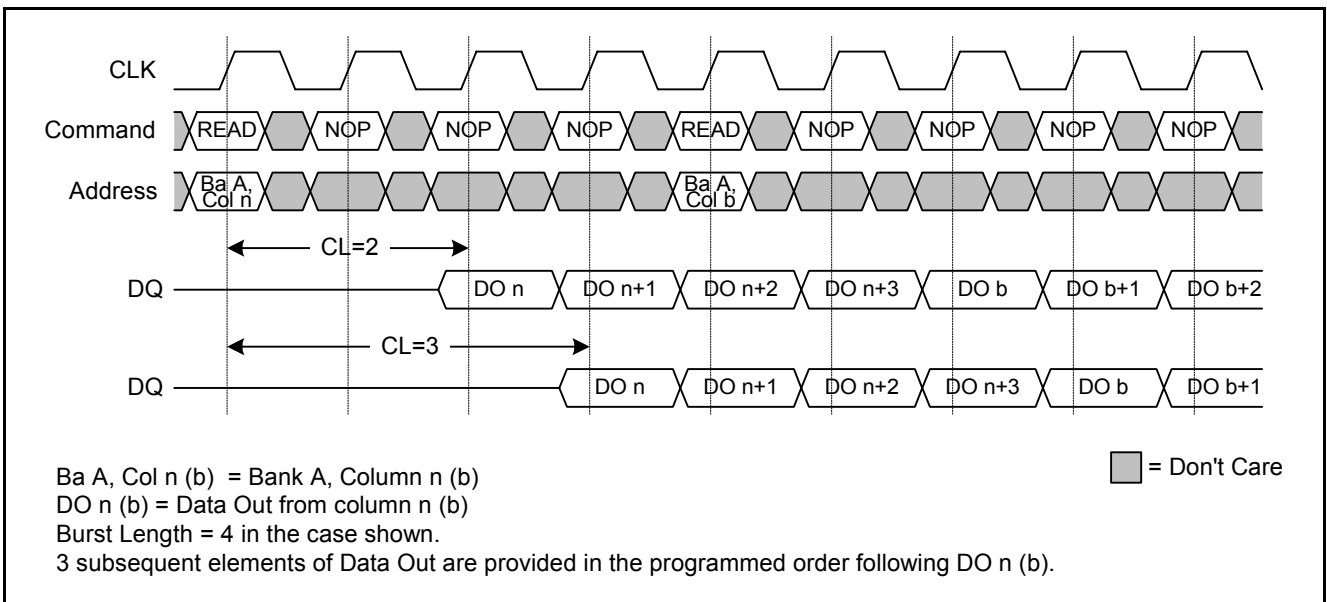 CLK
Command READ NOP NOP NOP READ NOP NOP NOP NOP
Address Ba A, Col n Ba A, Col b
CL=2
DQ DO n DO n+1 DO n+2 DO n+3 DO b DO b+1 DO b+2
CL=3
DQ DO n DO n+1 DO n+2 DO n+3 DO b DO b+1
Ba A, Col n (b) = Bank A, Column n (b)
= Don't Care
DO n (b) = Data Out from column n (b)
Burst Length = 4 in the case shown.
3 subsequent elements of Data Out are provided in the programmed order following DO n (b).